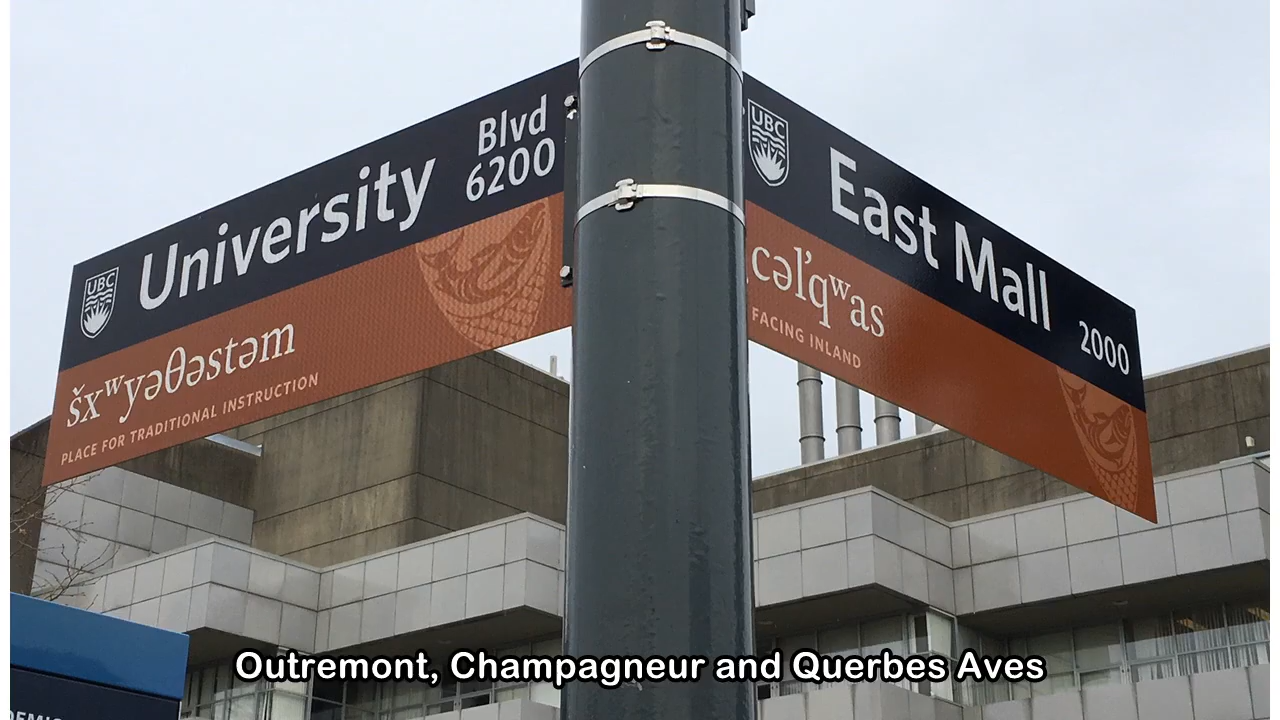 UBC
University
Blvd
6200
šxʷyəθəstəm
PLACE FOR TRADITIONAL INSTRUCTION
UBC
East Mall
2000
cəl̓qʷas
FACING INLAND
Outremont, Champagneur and Querbes Aves